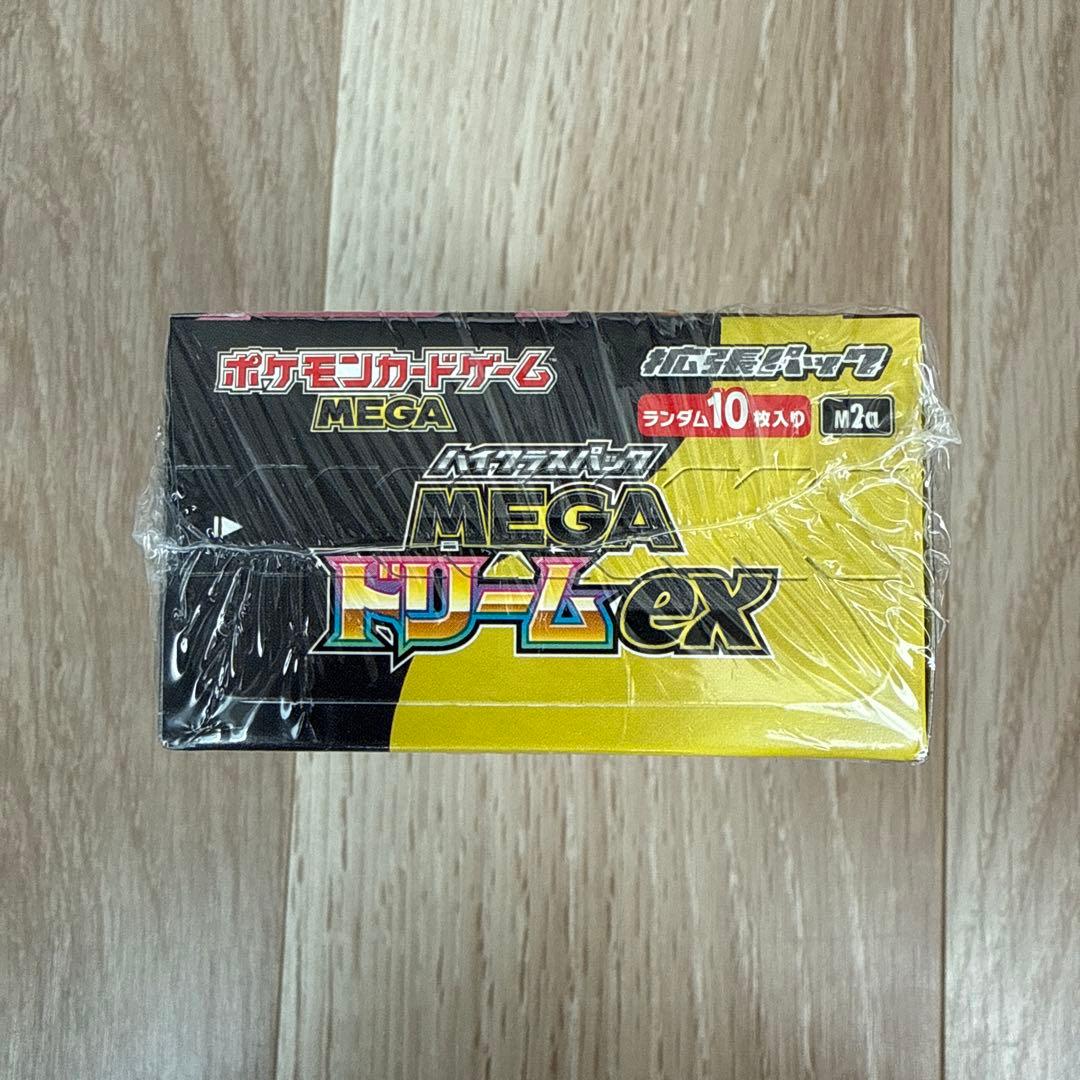 ポケモンカードゲーム™
MEGA
拡張パック
ランダム10枚入り
M2a
ハイクラスパック
MEGA
ドリームex